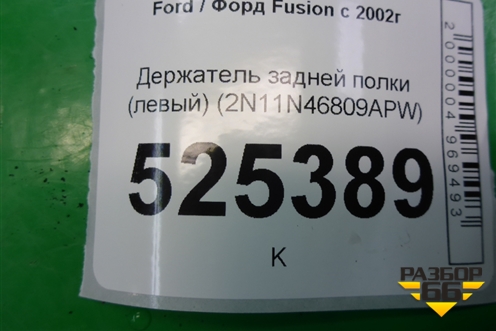 Ford / Форд Fusion с 2002г
Держатель задней полки
(левый) (2N11N46809APW)
525389
K
2000004969493
РАЗБОР
66